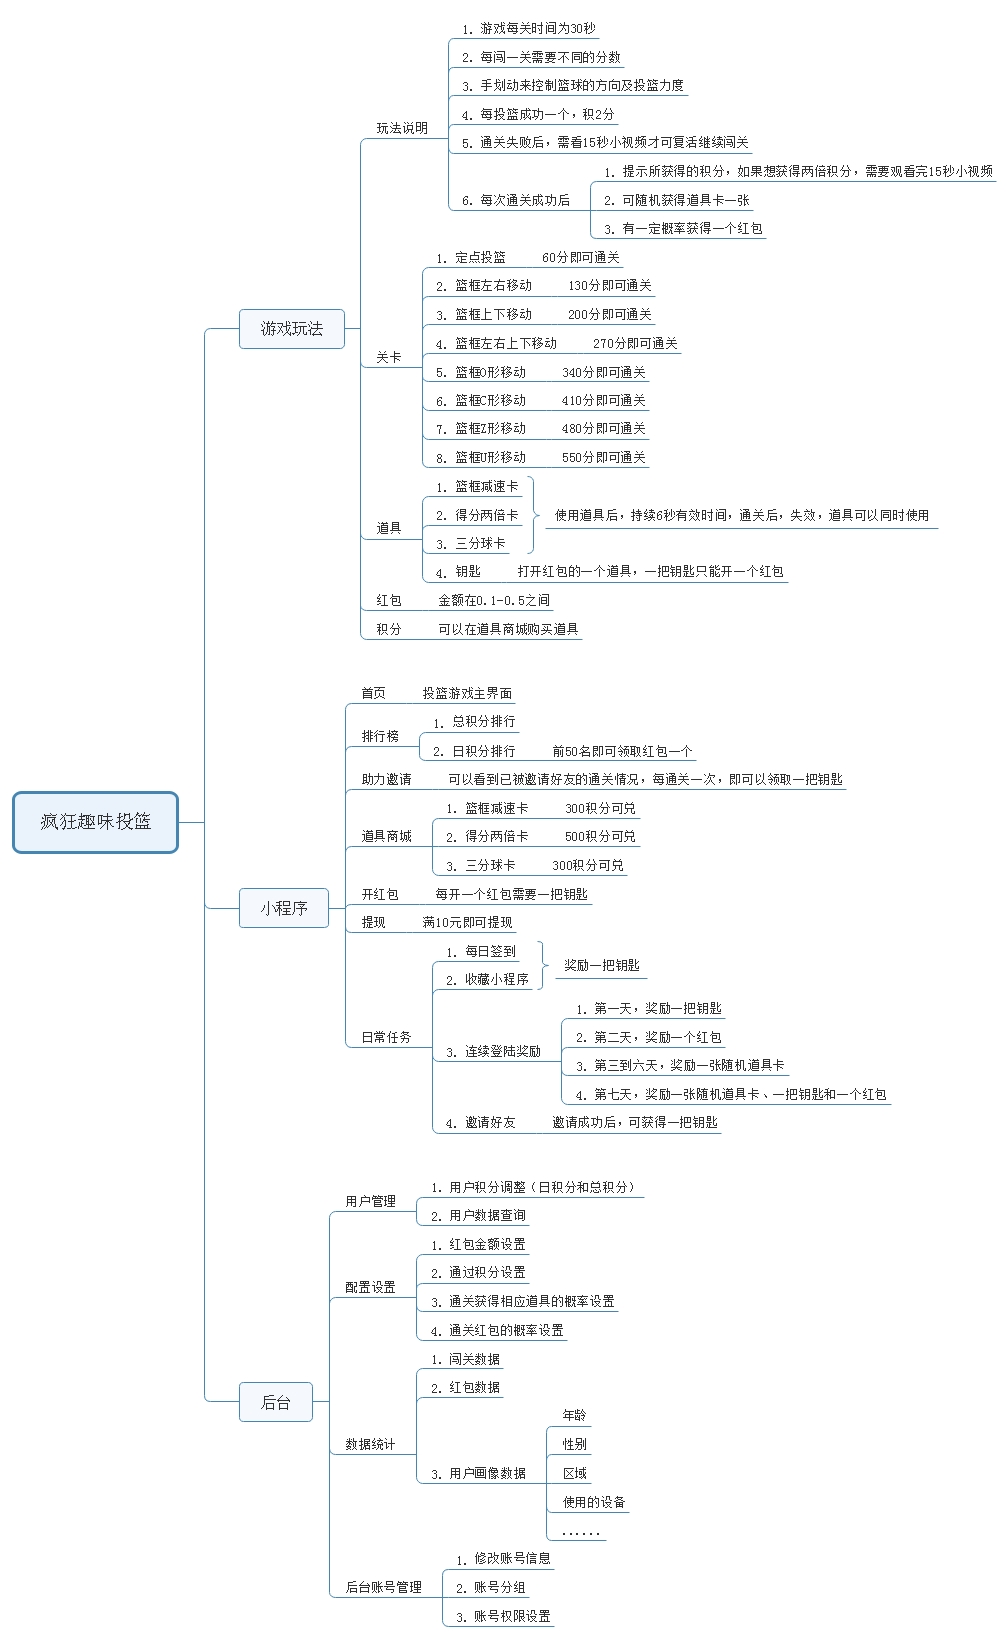 疯狂趣味投篮
游戏玩法
玩法说明
1. 游戏每关时间为30秒
2. 每闯一关需要不同的分数
3. 手划动来控制篮球的方向及投篮力度
4. 每投篮成功一个，积2分
5. 通关失败后，需看15秒小视频才可复活继续闯关
6. 每次通关成功后
1. 提示所获得的积分，如果想获得两倍积分，需要观看完15秒小视频
2. 可随机获得道具卡一张
3. 有一定概率获得一个红包
关卡
1. 定点投篮 60分即可通关
2. 篮框左右移动 130分即可通关
3. 篮框上下移动 200分即可通关
4. 篮框左右上下移动 270分即可通关
5. 篮框O形移动 340分即可通关
6. 篮框C形移动 410分即可通关
7. 篮框Z形移动 480分即可通关
8. 篮框U形移动 550分即可通关
道具
1. 篮框减速卡
2. 得分两倍卡
3. 三分球卡
使用道具后，持续6秒有效时间，通关后，失效，道具可以同时使用
4. 钥匙 打开红包的一个道具，一把钥匙只能开一个红包
红包 金额在0.1-0.5之间
积分 可以在道具商城购买道具
小程序
首页 投篮游戏主界面
排行榜
1. 总积分排行
2. 日积分排行 前50名即可领取红包一个
助力邀请 可以看到已被邀请好友的通关情况，每通关一次，即可以领取一把钥匙
道具商城
1. 篮框减速卡 300积分可兑
2. 得分两倍卡 500积分可兑
3. 三分球卡 300积分可兑
开红包 每开一个红包需要一把钥匙
提现 满10元即可提现
日常任务
1. 每日签到
2. 收藏小程序
奖励一把钥匙
3. 连续登陆奖励
1. 第一天，奖励一把钥匙
2. 第二天，奖励一个红包
3. 第三到六天，奖励一张随机道具卡
4. 第七天，奖励一张随机道具卡、一把钥匙和一个红包
4. 邀请好友 邀请成功后，可获得一把钥匙
后台
用户管理
1. 用户积分调整（日积分和总积分）
2. 用户数据查询
配置设置
1. 红包金额设置
2. 通过积分设置
3. 通关获得相应道具的概率设置
4. 通关红包的概率设置
数据统计
1. 闯关数据
2. 红包数据
3. 用户画像数据
年龄
性别
区域
使用的设备
......
后台账号管理
1. 修改账号信息
2. 账号分组
3. 账号权限设置